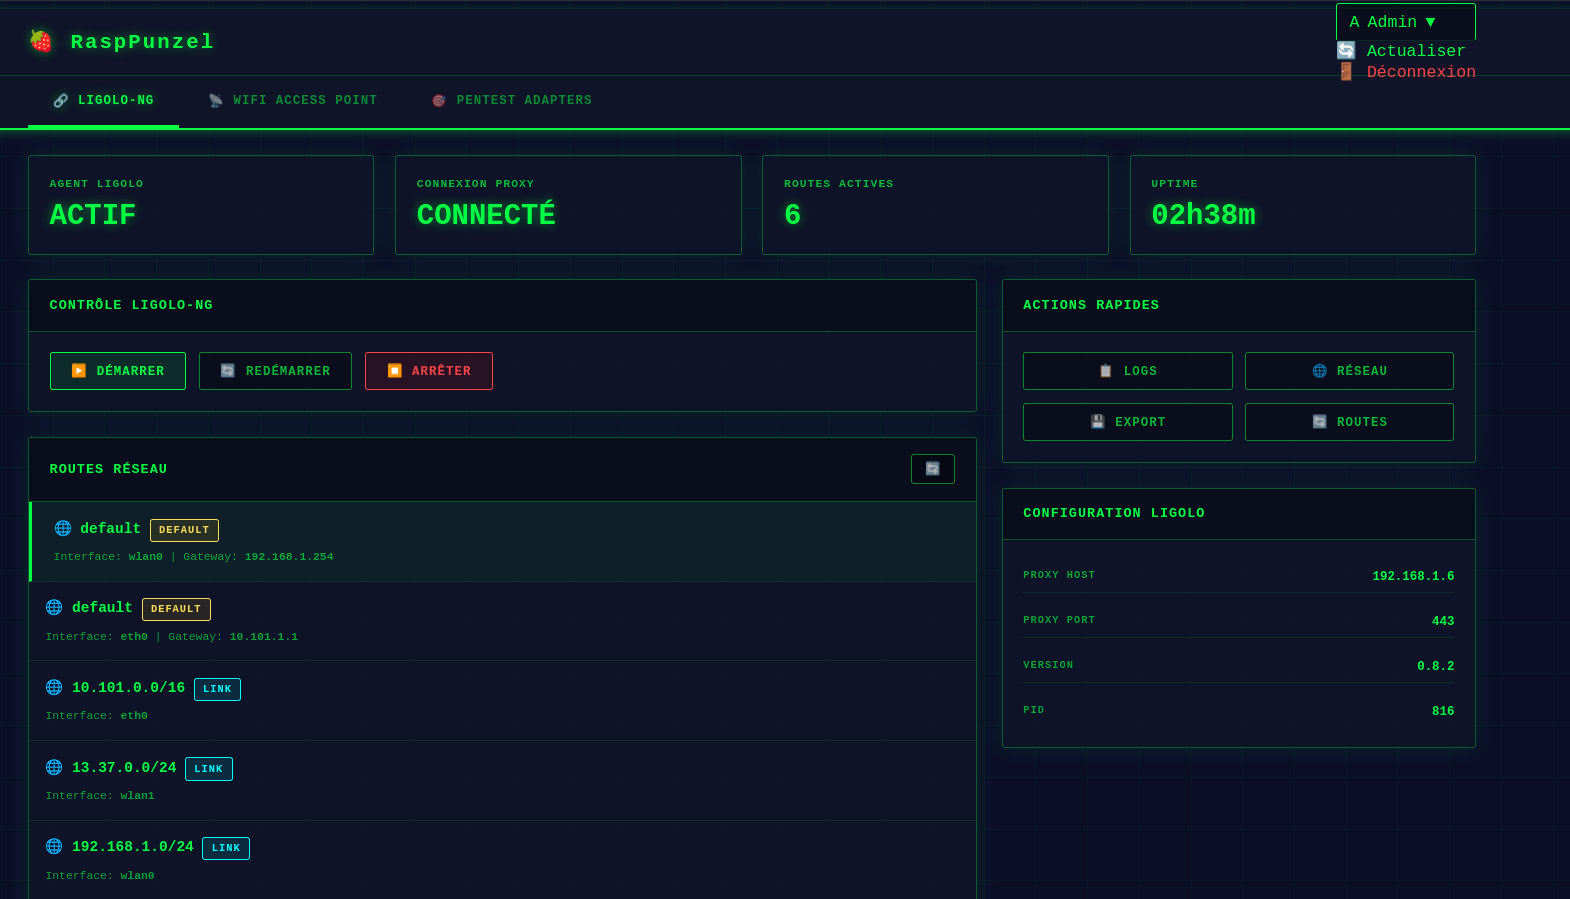 RaspPunzel
A Admin ▼
Actualiser
Déconnexion
LIGOLO-NG
WIFI ACCESS POINT
PENTEST ADAPTERS
AGENT LIGOLO
ACTIF
CONNEXION PROXY
CONNECTÉ
ROUTES ACTIVES
6
UPTIME
02h38m
CONTRÔLE LIGOLO-NG
DÉMARRER
REDÉMARRER
ARRÊTER
ROUTES RÉSEAU
default DEFAULT
Interface: wlan0 | Gateway: 192.168.1.254
default DEFAULT
Interface: eth0 | Gateway: 10.101.1.1
10.101.0.0/16 LINK
Interface: eth0
13.37.0.0/24 LINK
Interface: wlan1
192.168.1.0/24 LINK
Interface: wlan0
ACTIONS RAPIDES
LOGS
RÉSEAU
EXPORT
ROUTES
CONFIGURATION LIGOLO
PROXY HOST 192.168.1.6
PROXY PORT 443
VERSION 0.8.2
PID 816